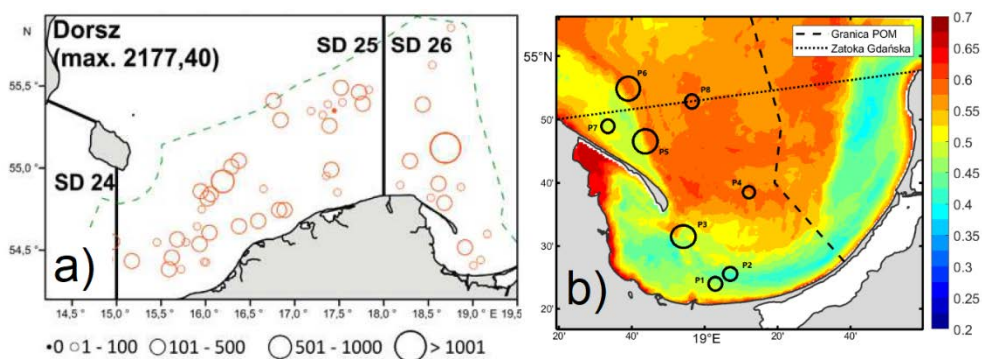 N
Dorsz
(max. 2177,40)
SD 25
SD 26
SD 24
55,5
55,0
54,5
a)
14,5
15,0
15,5
16,0
16,5
17,0
17,5
18,0
18,5
19,0 E
19,5
0
1 - 100
101 - 500
501 - 1000
> 1001
Granica POM
Zatoka Gdańska
55°N
50'
40'
30'
20'
P6
P8
P7
P5
P4
P3
P2
P1
b)
20'
40'
19°E
20'
40'
0.7
0.65
0.6
0.55
0.5
0.45
0.4
0.35
0.3
0.25
0.2